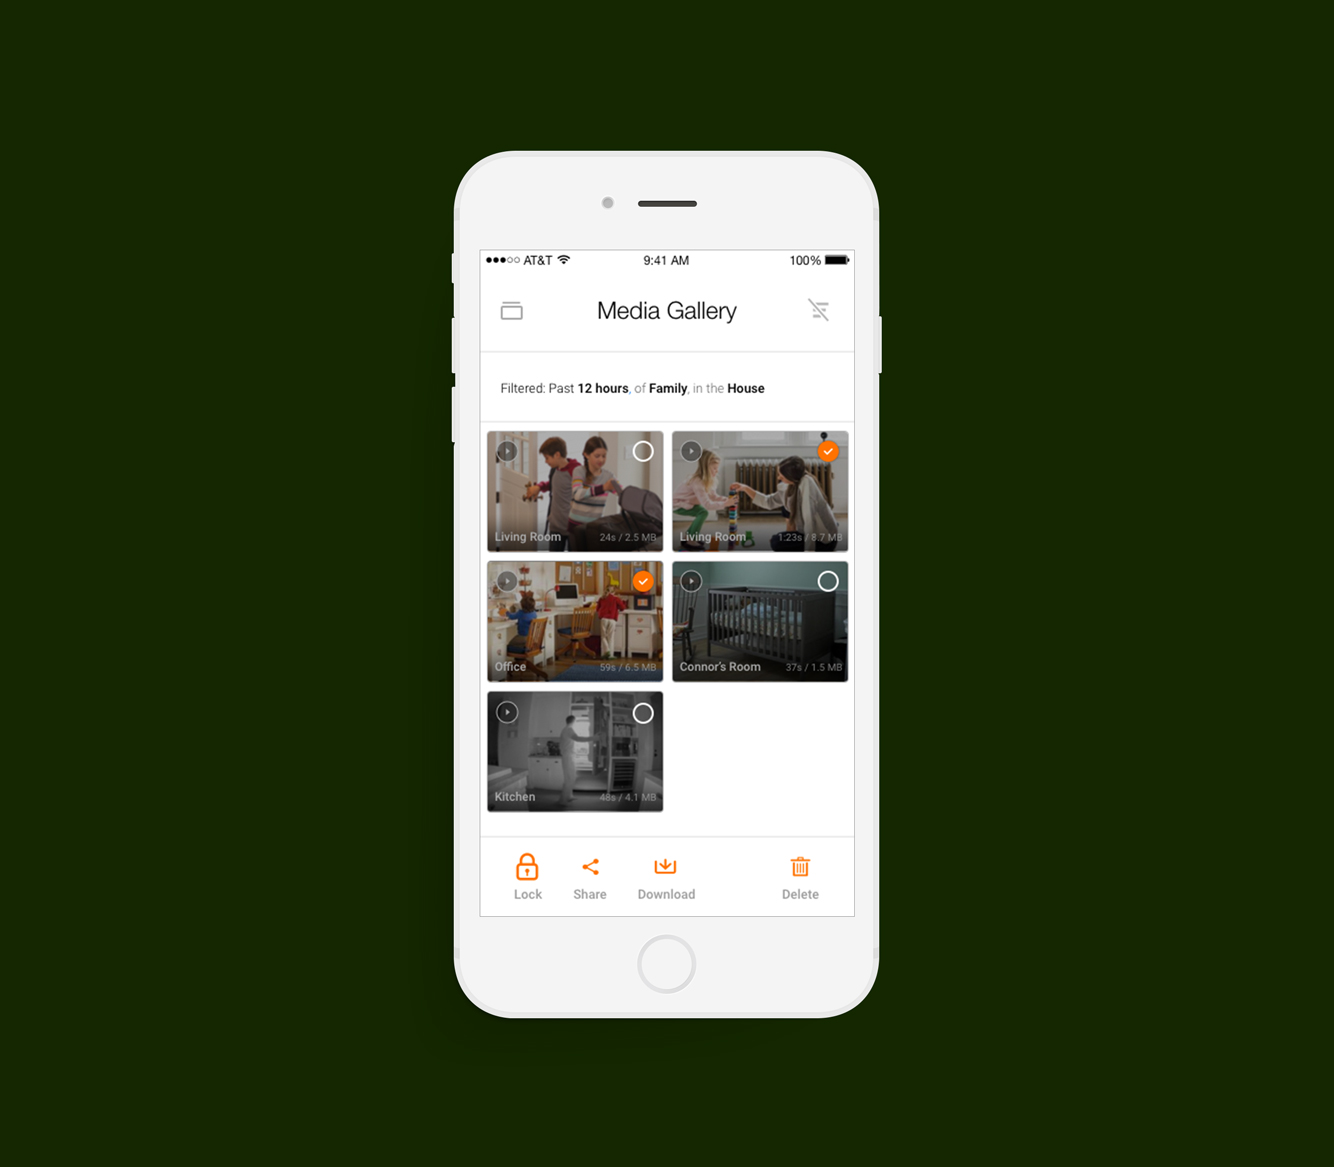 AT&T 9:41 AM 100%
Media Gallery
Filtered: Past 12 hours, of Family, in the House
Living Room 24s / 2.5 MB
Living Room 1:23s / 8.7 MB
Office 59s / 6.5 MB
Connor's Room 37s / 1.5 MB
Kitchen 48s / 4.1 MB
Lock Share Download Delete